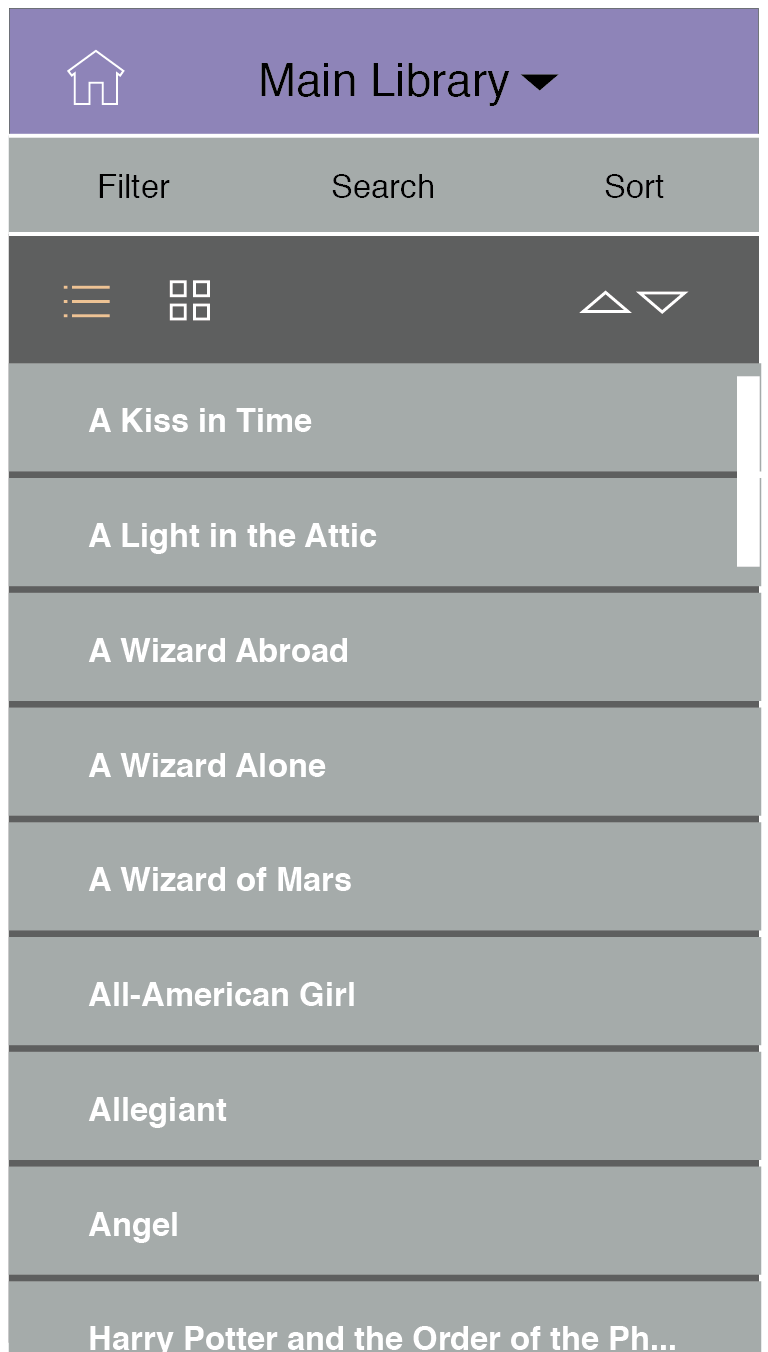 Main Library
Filter Search Sort
A Kiss in Time
A Light in the Attic
A Wizard Abroad
A Wizard Alone
A Wizard of Mars
All-American Girl
Allegiant
Angel
Harry Potter and the Order of the Ph...